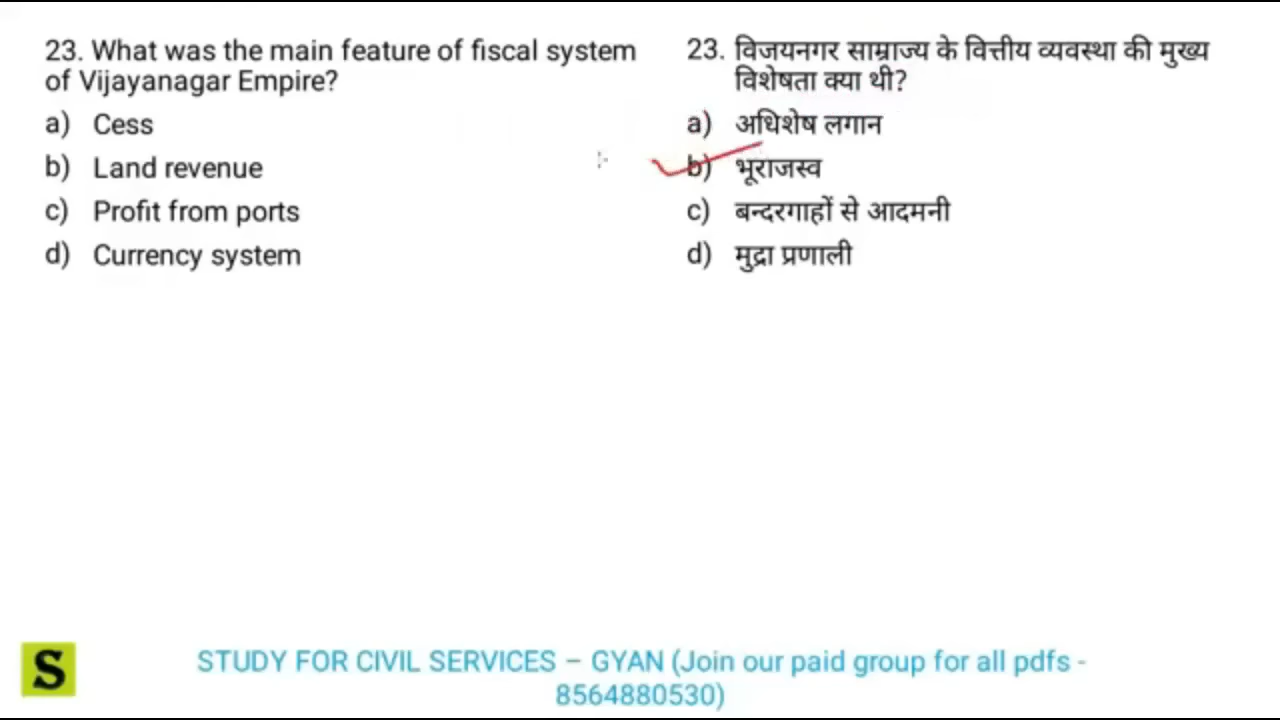 23. What was the main feature of fiscal system
of Vijayanagar Empire?
a) Cess
b) Land revenue
c) Profit from ports
d) Currency system
23. विजयनगर साम्राज्य के वित्तीय व्यवस्था की मुख्य
विशेषता क्या थी?
a) अधिशेष लगान
b) भूराजस्व
c) बन्दरगाहों से आदमनी
d) मुद्रा प्रणाली
S
STUDY FOR CIVIL SERVICES – GYAN (Join our paid group for all pdfs -
8564880530)